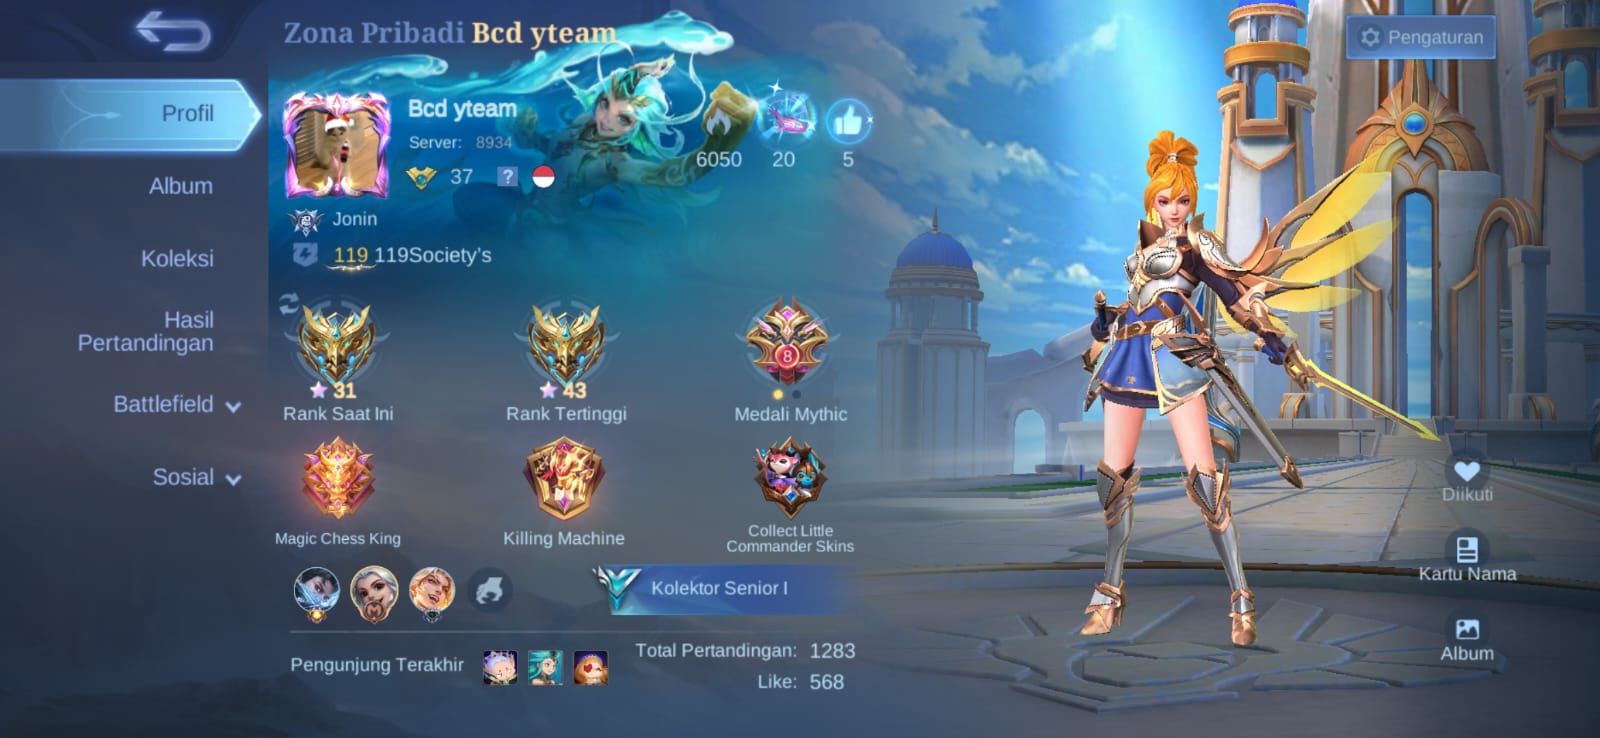 Zona Pribadi Bcd yteam
Pengaturan
Profil
Album
Koleksi
Hasil
Pertandingan
Battlefield
Sosial
Bcd yteam
Server: 8934
37 ?
6050 20 5
Jonin
119 119Society's
31
Rank Saat Ini
43
Rank Tertinggi
8
Medali Mythic
Magic Chess King
Killing Machine
Collect Little
Commander Skins
Kolektor Senior I
Pengunjung Terakhir
Total Pertandingan: 1283
Like: 568
Diikuti
Kartu Nama
Album